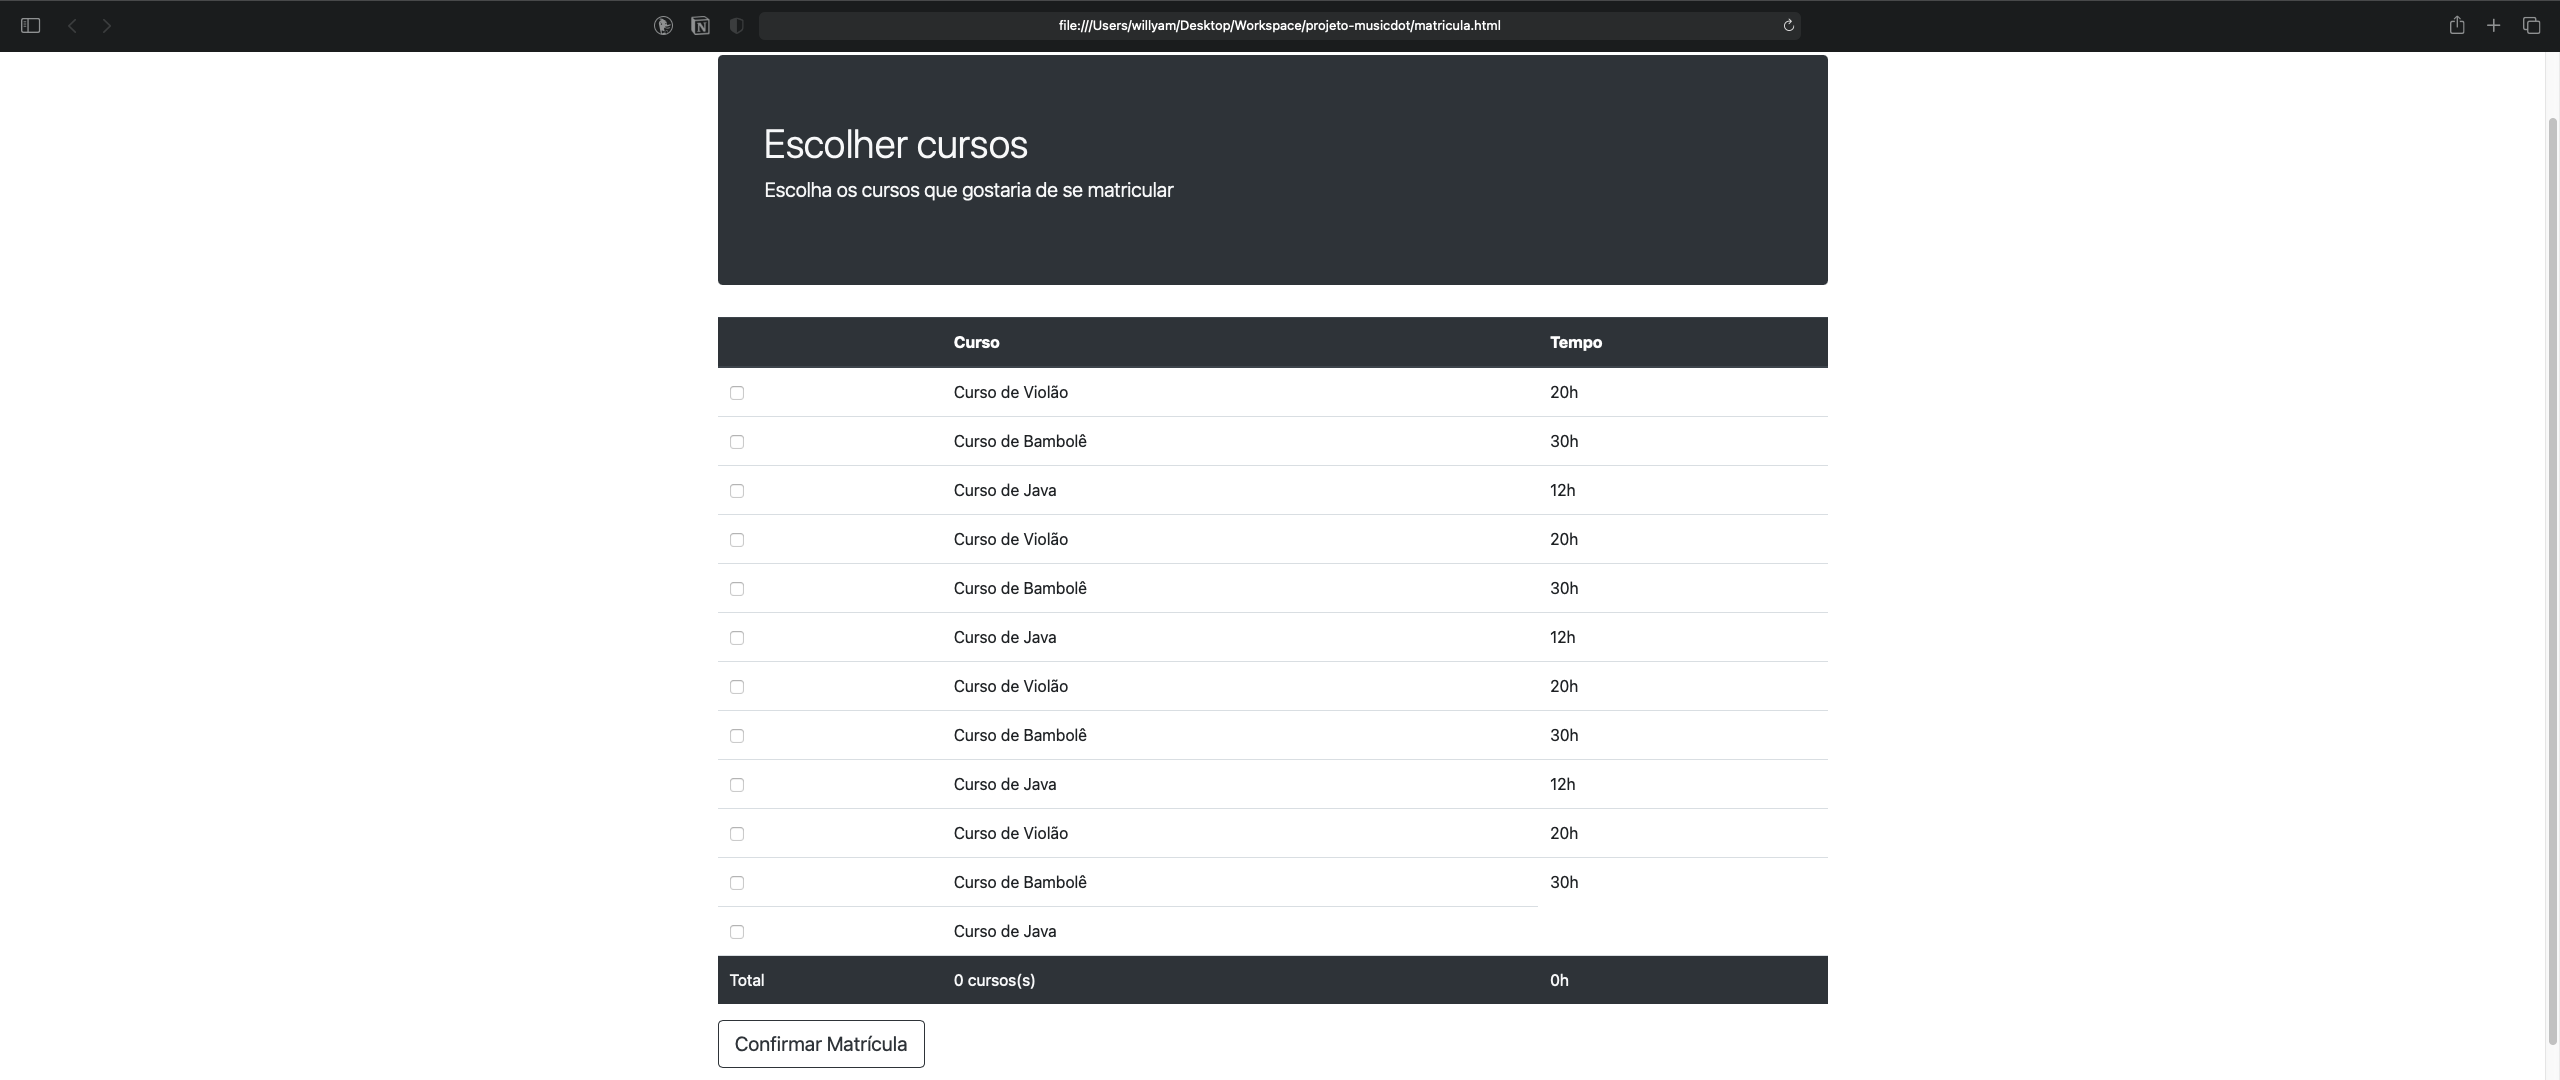 file:///Users/willyam/Desktop/Workspace/projeto-musicdot/matricula.html
Escolher cursos
Escolha os cursos que gostaria de se matricular
Curso Tempo
Curso de Violão 20h
Curso de Bambolê 30h
Curso de Java 12h
Curso de Violão 20h
Curso de Bambolê 30h
Curso de Java 12h
Curso de Violão 20h
Curso de Bambolê 30h
Curso de Java 12h
Curso de Violão 20h
Curso de Bambolê 30h
Curso de Java
Total 0 cursos(s) 0h
Confirmar Matrícula